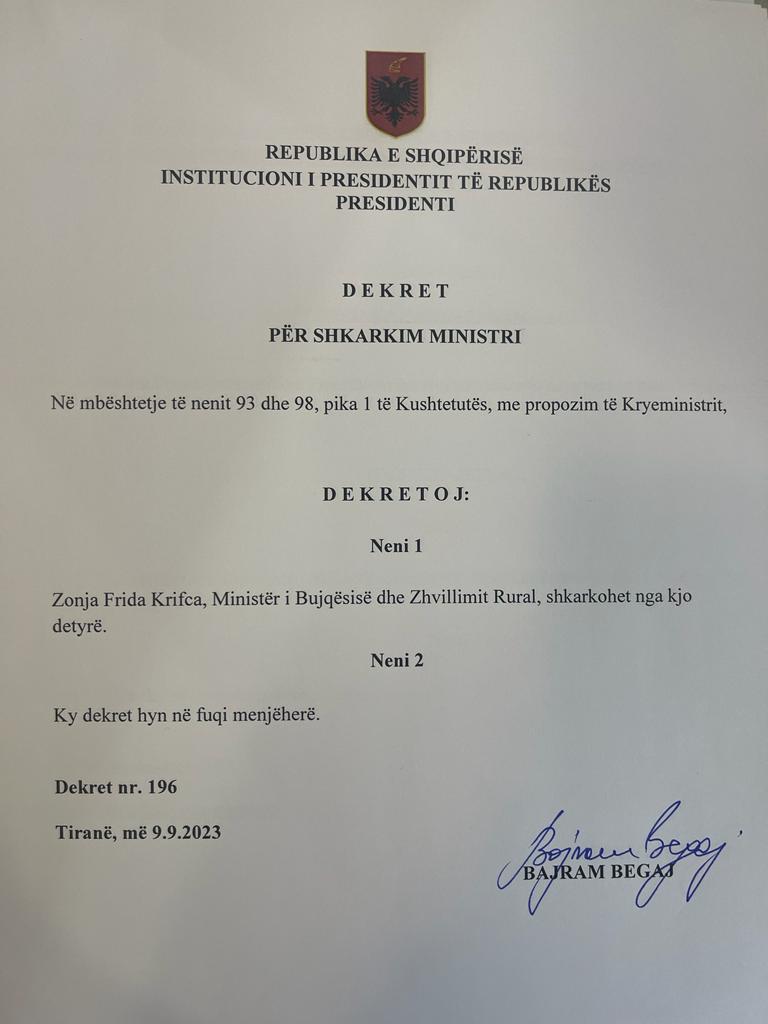 REPUBLIKA E SHQIPËRISË
INSTITUCIONI I PRESIDENTIT TË REPUBLIKËS
PRESIDENTI
D E K R E T
PËR SHKARKIM MINISTRI
Në mbështetje të nenit 93 dhe 98, pika 1 të Kushtetutës, me propozim të Kryeministrit,
D E K R E T O J:
Neni 1
Zonja Frida Krifca, Ministër i Bujqësisë dhe Zhvillimit Rural, shkarkohet nga kjo
detyrë.
Neni 2
Ky dekret hyn në fuqi menjëherë.
Dekret nr. 196
Tiranë, më 9.9.2023
Bajram Begaj
BAJRAM BEGAJ